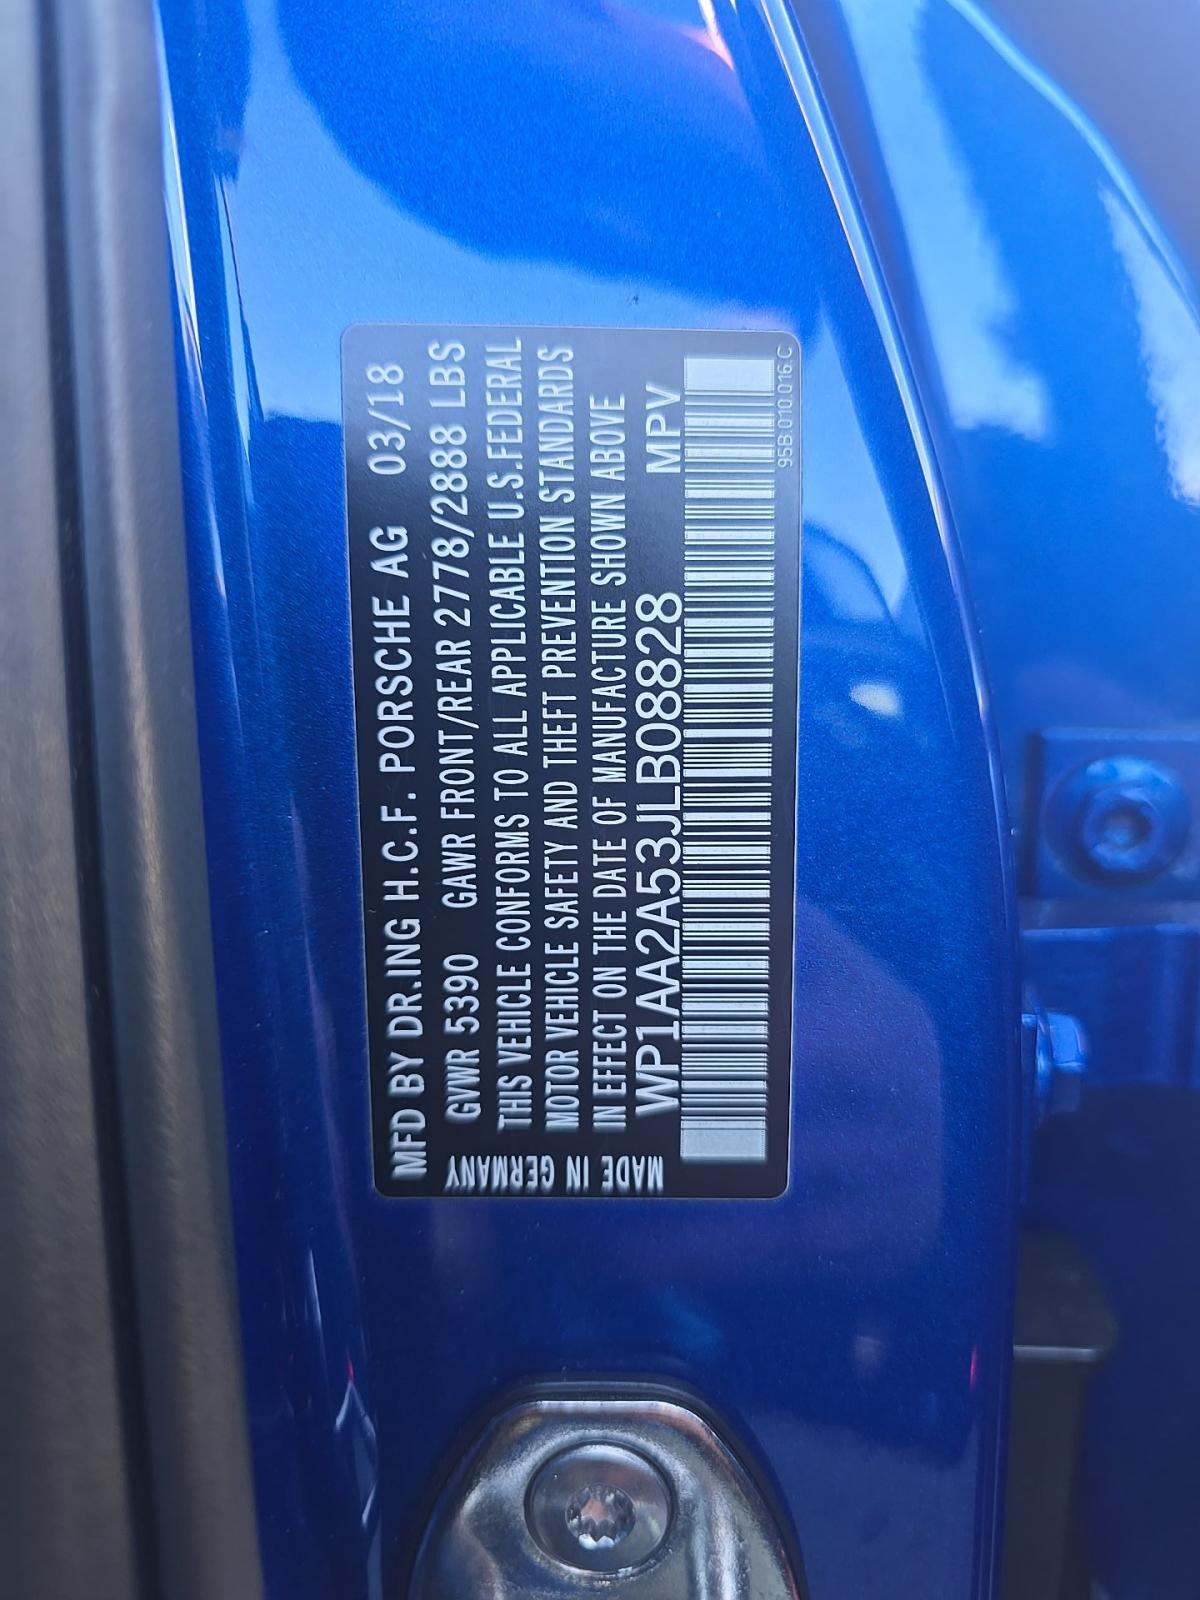 MFD BY DR.ING H.C.F. PORSCHE AG 03/18
GVWR 5390 GAWR FRONT/REAR 2778/2888 LBS
THIS VEHICLE CONFORMS TO ALL APPLICABLE U.S.FEDERAL
MOTOR VEHICLE SAFETY AND THEFT PREVENTION STANDARDS
IN EFFECT ON THE DATE OF MANUFACTURE SHOWN ABOVE
WP1AA2A53JLB08828 MPV
95B.010.016.C
MADE IN GERMANY